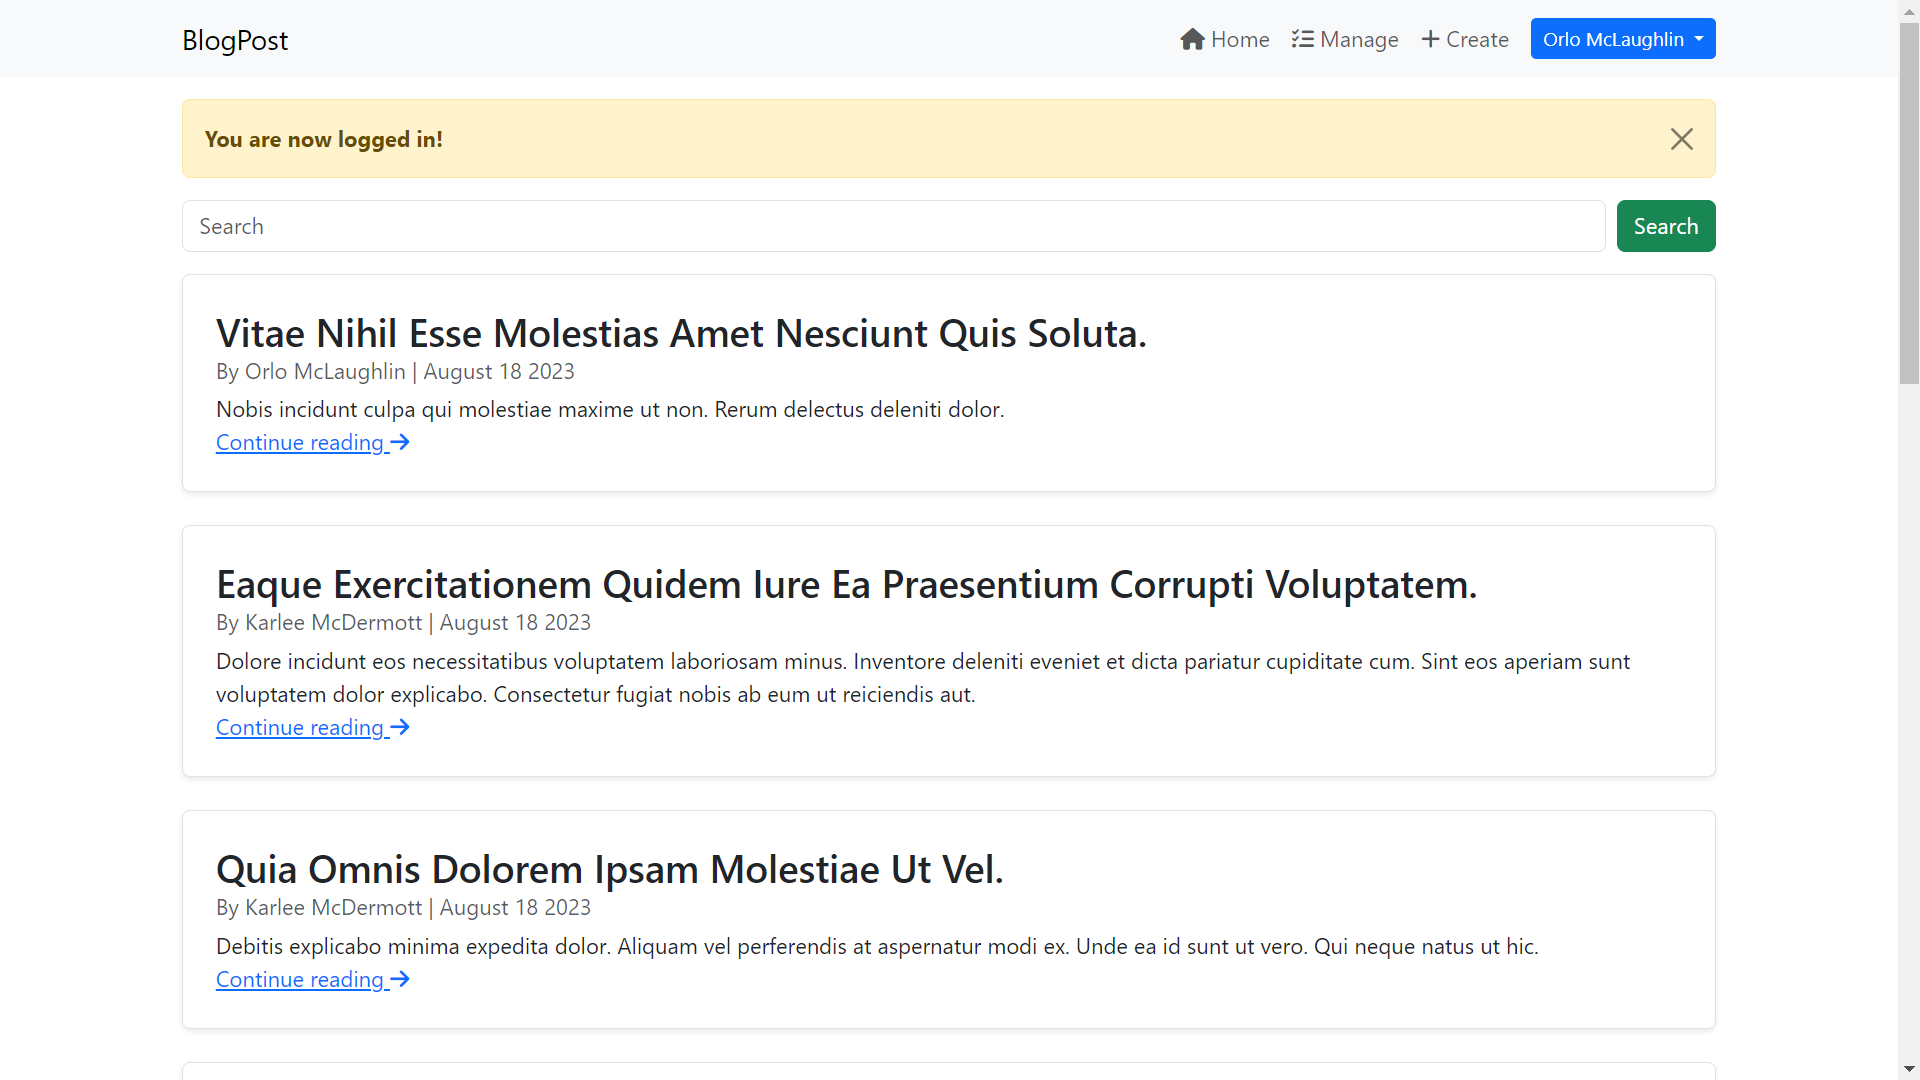 BlogPost
Home
Manage
Create
Orlo McLaughlin
You are now logged in!
Search
Search
Vitae Nihil Esse Molestias Amet Nesciunt Quis Soluta.
By Orlo McLaughlin | August 18 2023
Nobis incidunt culpa qui molestiae maxime ut non. Rerum delectus deleniti dolor.
Continue reading
Eaque Exercitationem Quidem Iure Ea Praesentium Corrupti Voluptatem.
By Karlee McDermott | August 18 2023
Dolore incidunt eos necessitatibus voluptatem laboriosam minus. Inventore deleniti eveniet et dicta pariatur cupiditate cum. Sint eos aperiam sunt
voluptatem dolor explicabo. Consectetur fugiat nobis ab eum ut reiciendis aut.
Continue reading
Quia Omnis Dolorem Ipsam Molestiae Ut Vel.
By Karlee McDermott | August 18 2023
Debitis explicabo minima expedita dolor. Aliquam vel perferendis at aspernatur modi ex. Unde ea id sunt ut vero. Qui neque natus ut hic.
Continue reading